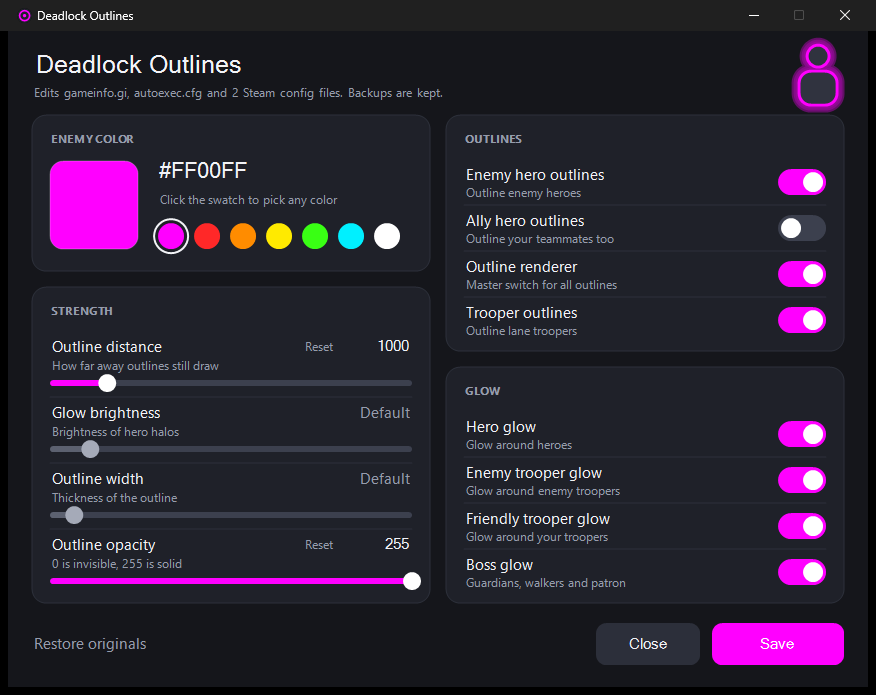 Deadlock Outlines
Deadlock Outlines
Edits gameinfo.gi, autoexec.cfg and 2 Steam config files. Backups are kept.
ENEMY COLOR
#FF00FF
Click the swatch to pick any color
STRENGTH
Outline distance Reset 1000
How far away outlines still draw
Glow brightness Default
Brightness of hero halos
Outline width Default
Thickness of the outline
Outline opacity Reset 255
0 is invisible, 255 is solid
OUTLINES
Enemy hero outlines
Outline enemy heroes
Ally hero outlines
Outline your teammates too
Outline renderer
Master switch for all outlines
Trooper outlines
Outline lane troopers
GLOW
Hero glow
Glow around heroes
Enemy trooper glow
Glow around enemy troopers
Friendly trooper glow
Glow around your troopers
Boss glow
Guardians, walkers and patron
Restore originals
Close
Save